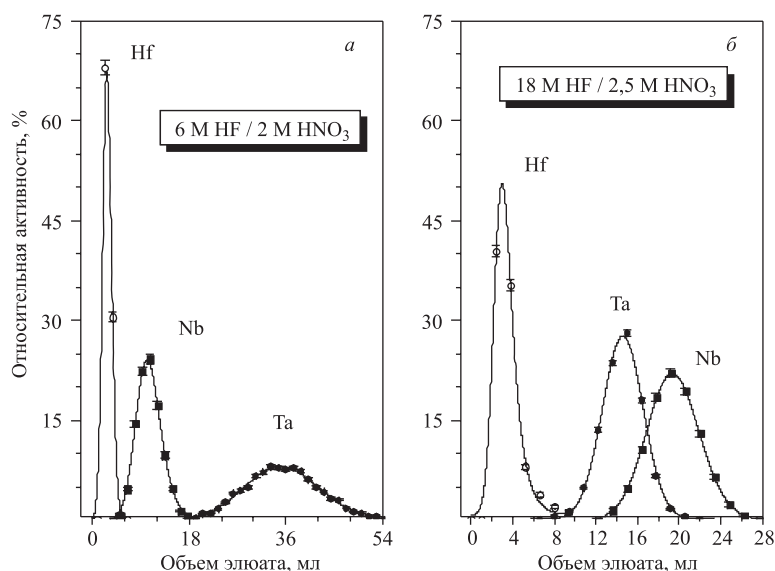 75
60
45
30
15
Относительная активность, %
Hf
а
6 M HF / 2 M HNO₃
Nb
Ta
0
18
36
54
Объем элюата, мл
75
60
45
30
15
б
18 M HF / 2,5 M HNO₃
Hf
Ta
Nb
0
4
8
12
16
20
24
28
Объем элюата, мл